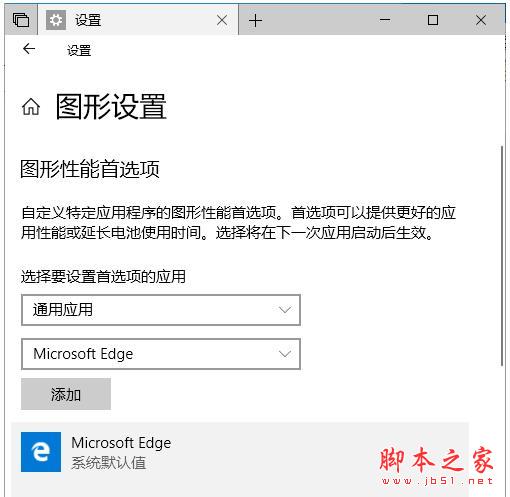 设置
设置
图形设置
图形性能首选项
自定义特定应用程序的图形性能首选项。首选项可以提供更好的应
用性能或延长电池使用时间。选择将在下一次应用启动后生效。
选择要设置首选项的应用
通用应用
Microsoft Edge
添加
Microsoft Edge
系统默认值
脚本之家
www.jb51.net